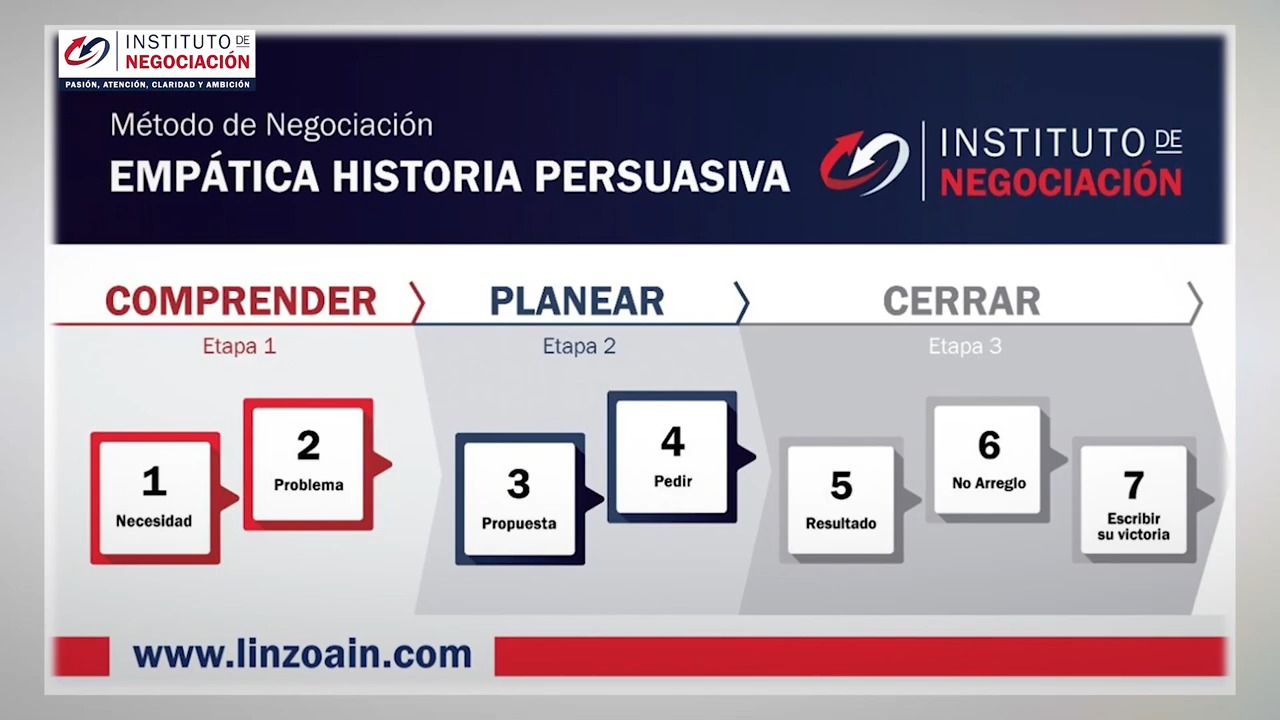 INSTITUTO DE
NEGOCIACIÓN
PASIÓN, ATENCIÓN, CLARIDAD Y AMBICIÓN
Método de Negociación
EMPÁTICA HISTORIA PERSUASIVA
INSTITUTO DE
NEGOCIACIÓN
COMPRENDER
Etapa 1
1
Necesidad
2
Problema
PLANEAR
Etapa 2
3
Propuesta
4
Pedir
CERRAR
Etapa 3
5
Resultado
6
No Arreglo
7
Escribir
su victoria
www.linzoain.com